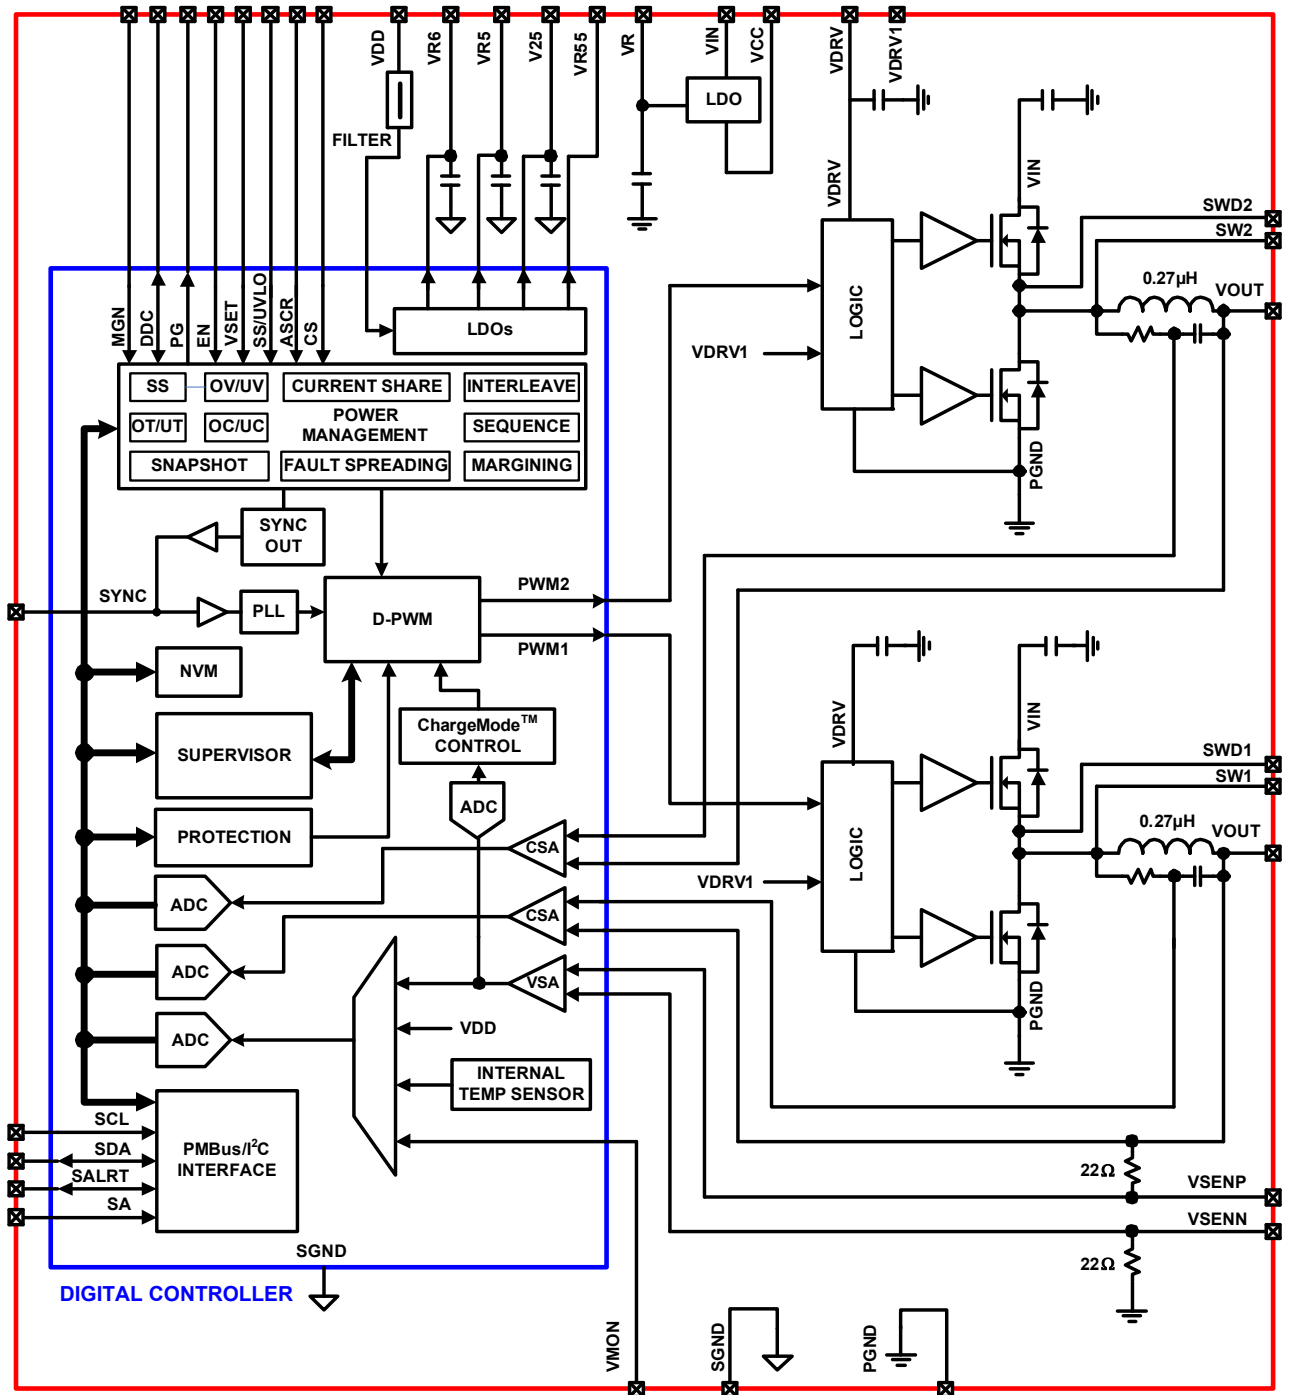 VDD
VR6
VR5
V25
VR55
VR
VIN
VCC
VDRV
VDRV1
LDO
FILTER
VDRV
VIN
SWD2
SW2
0.27µH
VOUT
LOGIC
VDRV1
PGND
MGN
DDC
PG
EN
VSET
SS/UVLO
ASCR
CS
LDOs
SS
OV/UV
CURRENT SHARE
INTERLEAVE
OT/UT
OC/UC
POWER
MANAGEMENT
SEQUENCE
SNAPSHOT
FAULT SPREADING
MARGINING
SYNC
OUT
SYNC
PLL
D-PWM
PWM2
PWM1
NVM
ChargeMode™
CONTROL
SUPERVISOR
ADC
PROTECTION
CSA
ADC
CSA
ADC
VSA
ADC
VDD
INTERNAL
TEMP SENSOR
VDRV
VIN
SWD1
SW1
0.27µH
VOUT
LOGIC
VDRV1
PGND
SCL
SDA
SALRT
SA
PMBus/I²C
INTERFACE
22Ω
VSENP
VSENN
22Ω
SGND
DIGITAL CONTROLLER
VMON
SGND
PGND